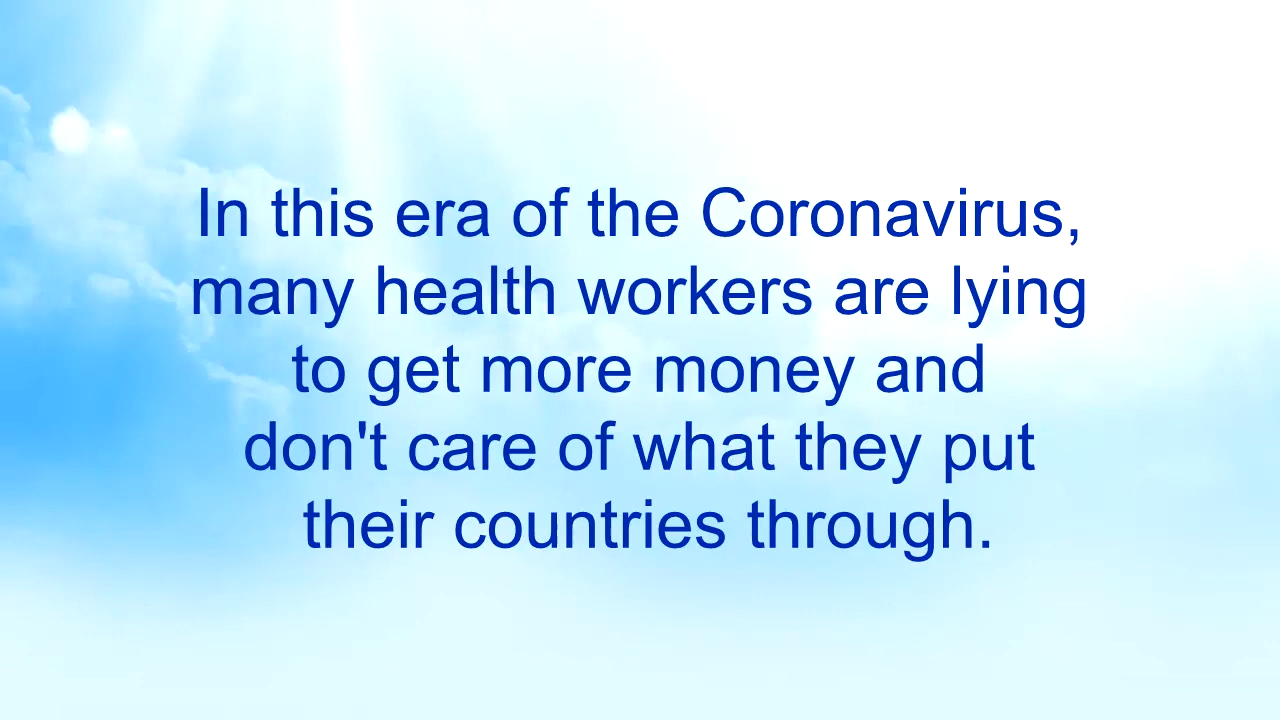 In this era of the Coronavirus,
many health workers are lying
to get more money and
don't care of what they put
their countries through.